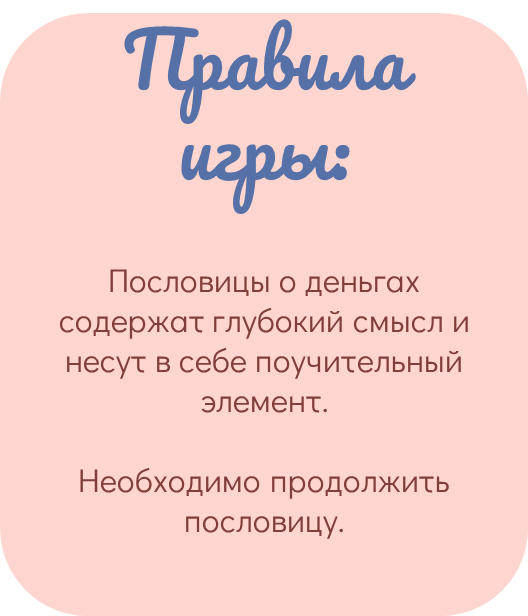 Правила
игры:
Пословицы о деньгах
содержат глубокий смысл и
несут в себе поучительный
элемент.
Необходимо продолжить
пословицу.